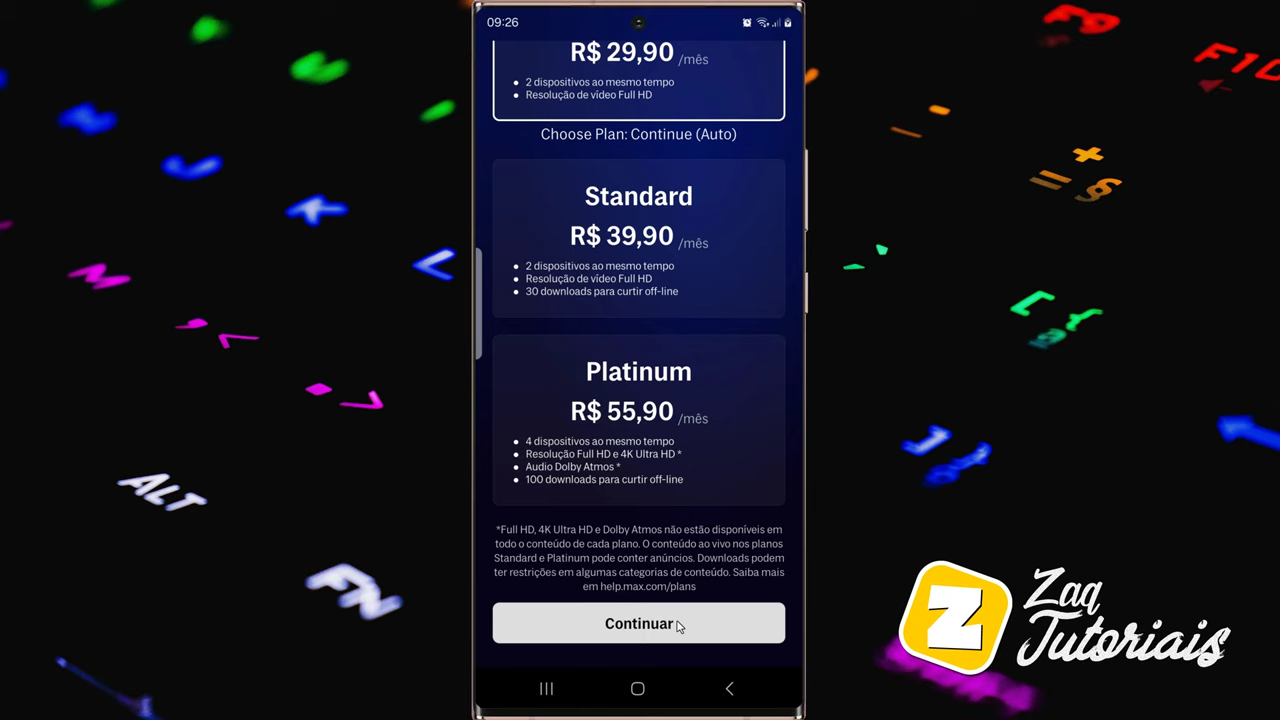 09:26
R$ 29,90 /mês
• 2 dispositivos ao mesmo tempo
• Resolução de vídeo Full HD
Choose Plan: Continue (Auto)
Standard
R$ 39,90 /mês
• 2 dispositivos ao mesmo tempo
• Resolução de vídeo Full HD
• 30 downloads para curtir off-line
Platinum
R$ 55,90 /mês
• 4 dispositivos ao mesmo tempo
• Resolução Full HD e 4K Ultra HD *
• Audio Dolby Atmos *
• 100 downloads para curtir off-line
*Full HD, 4K Ultra HD e Dolby Atmos não estão disponíveis em
todo o conteúdo de cada plano. O conteúdo ao vivo nos planos
Standard e Platinum pode conter anúncios. Downloads podem
ter restrições em algumas categorias de conteúdo. Saiba mais
em help.max.com/plans
Continuar
ALT
FN
F9
F10
+
= §
M
Z
Zaq
Tutoriais